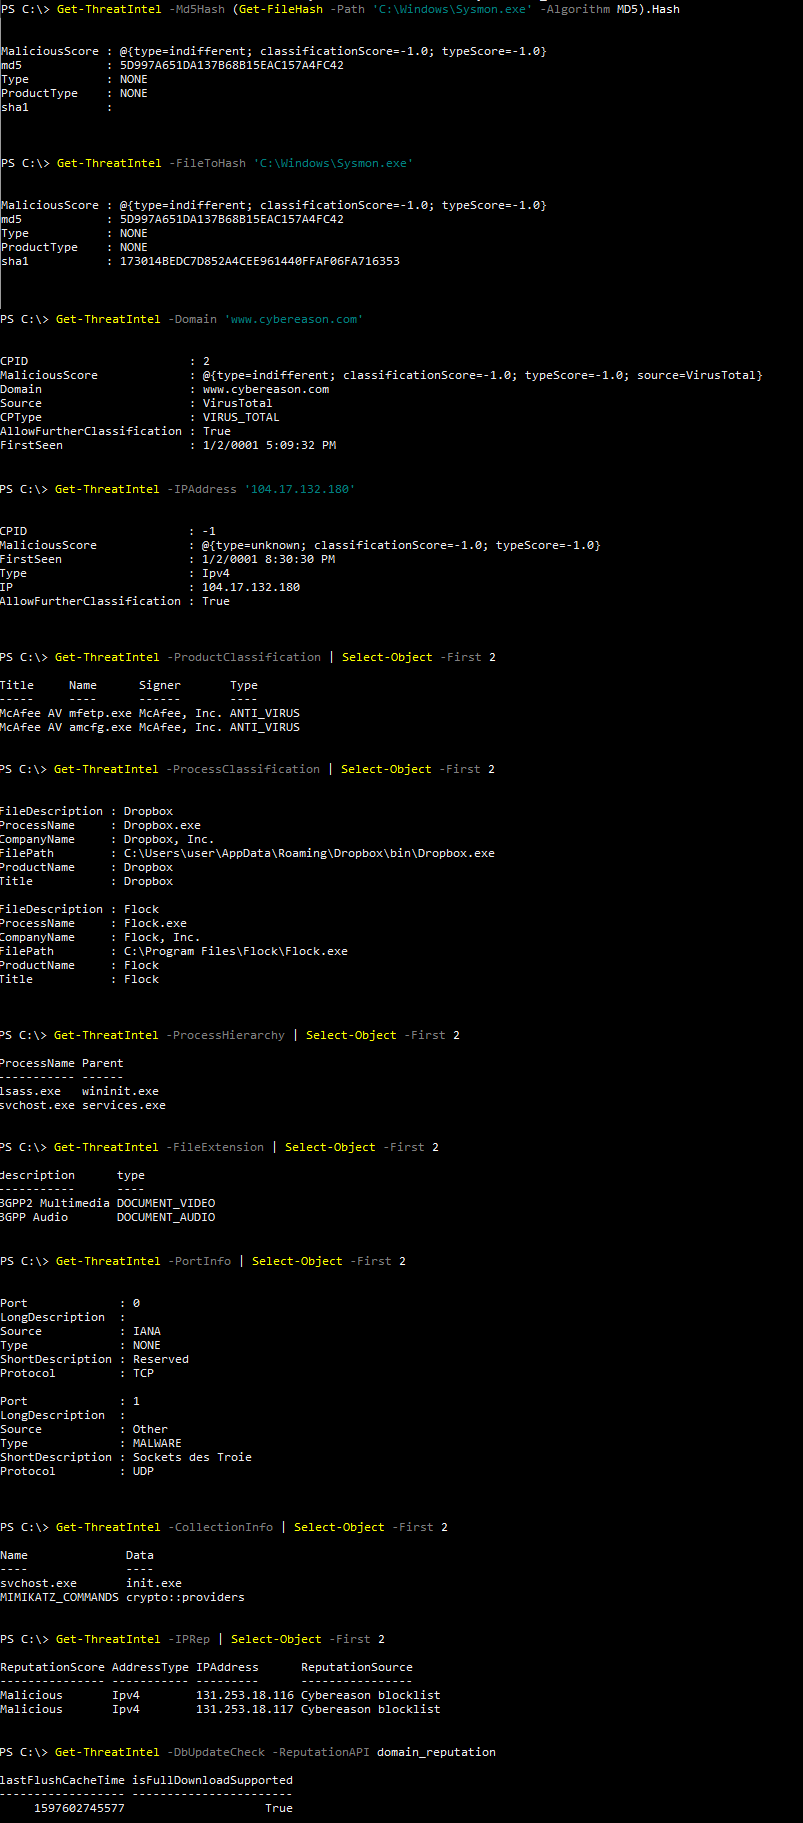 PS C:\> Get-ThreatIntel -Md5Hash (Get-FileHash -Path 'C:\Windows\Sysmon.exe' -Algorithm MD5).Hash
MaliciousScore : @{type=indifferent; classificationScore=-1.0; typeScore=-1.0}
md5 : 5D997A651DA137B68B15EAC157A4FC42
Type : NONE
ProductType : NONE
sha1 :
PS C:\> Get-ThreatIntel -FileToHash 'C:\Windows\Sysmon.exe'
MaliciousScore : @{type=indifferent; classificationScore=-1.0; typeScore=-1.0}
md5 : 5D997A651DA137B68B15EAC157A4FC42
Type : NONE
ProductType : NONE
sha1 : 173014BEDC7D852A4CEE961440FFAF06FA716353
PS C:\> Get-ThreatIntel -Domain 'www.cybereason.com'
CPID : 2
MaliciousScore : @{type=indifferent; classificationScore=-1.0; typeScore=-1.0; source=VirusTotal}
Domain : www.cybereason.com
Source : VirusTotal
CPType : VIRUS_TOTAL
AllowFurtherClassification : True
FirstSeen : 1/2/0001 5:09:32 PM
PS C:\> Get-ThreatIntel -IPAddress '104.17.132.180'
CPID : -1
MaliciousScore : @{type=unknown; classificationScore=-1.0; typeScore=-1.0}
FirstSeen : 1/2/0001 8:30:30 PM
Type : Ipv4
IP : 104.17.132.180
AllowFurtherClassification : True
PS C:\> Get-ThreatIntel -ProductClassification | Select-Object -First 2
Title Name Signer Type
----- ---- ------ ----
McAfee AV mfetp.exe McAfee, Inc. ANTI_VIRUS
McAfee AV amcfg.exe McAfee, Inc. ANTI_VIRUS
PS C:\> Get-ThreatIntel -ProcessClassification | Select-Object -First 2
FileDescription : Dropbox
ProcessName : Dropbox.exe
CompanyName : Dropbox, Inc.
FilePath : C:\Users\user\AppData\Roaming\Dropbox\bin\Dropbox.exe
ProductName : Dropbox
Title : Dropbox
FileDescription : Flock
ProcessName : Flock.exe
CompanyName : Flock, Inc.
FilePath : C:\Program Files\Flock\Flock.exe
ProductName : Flock
Title : Flock
PS C:\> Get-ThreatIntel -ProcessHierarchy | Select-Object -First 2
ProcessName Parent
----------- ------
lsass.exe wininit.exe
svchost.exe services.exe
PS C:\> Get-ThreatIntel -FileExtension | Select-Object -First 2
description type
----------- ----
3GPP2 Multimedia DOCUMENT_VIDEO
3GPP Audio DOCUMENT_AUDIO
PS C:\> Get-ThreatIntel -PortInfo | Select-Object -First 2
Port : 0
LongDescription :
Source : IANA
Type : NONE
ShortDescription : Reserved
Protocol : TCP
Port : 1
LongDescription :
Source : Other
Type : MALWARE
ShortDescription : Sockets des Troie
Protocol : UDP
PS C:\> Get-ThreatIntel -CollectionInfo | Select-Object -First 2
Name Data
---- ----
svchost.exe init.exe
MIMIKATZ_COMMANDS crypto::providers
PS C:\> Get-ThreatIntel -IPRep | Select-Object -First 2
ReputationScore AddressType IPAddress ReputationSource
--------------- ----------- --------- ----------------
Malicious Ipv4 131.253.18.116 Cybereason blocklist
Malicious Ipv4 131.253.18.117 Cybereason blocklist
PS C:\> Get-ThreatIntel -DbUpdateCheck -ReputationAPI domain_reputation
lastFlushCacheTime isFullDownloadSupported
------------------ -----------------------
1597602745577 True